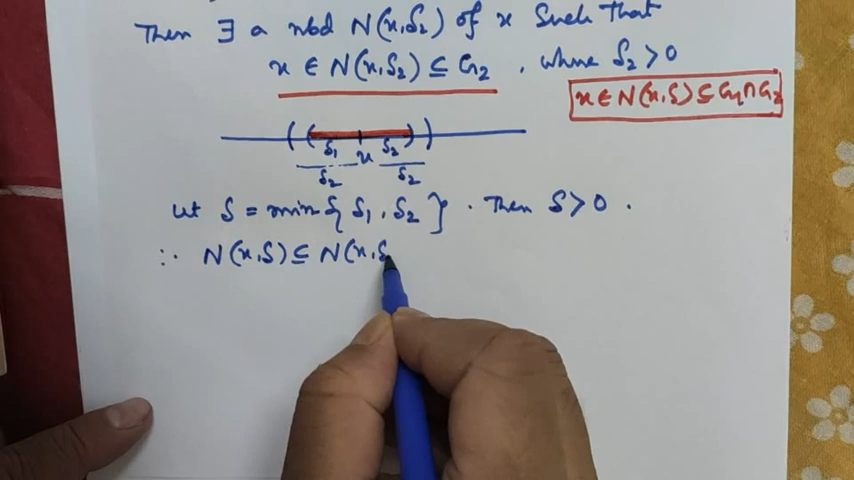 Then ∃ a nbd N(x,δ₂) of x such that
x ∈ N(x,δ₂) ⊆ G₂ , where δ₂ > 0
x ∈ N(x,δ) ⊆ G₁ ∩ G₂
( ( δ₁ x δ₂ ) )
δ₂ δ₂
Let δ = min { δ₁ , δ₂ } . Then δ > 0 .
∴ N(x,δ) ⊆ N(x,δ